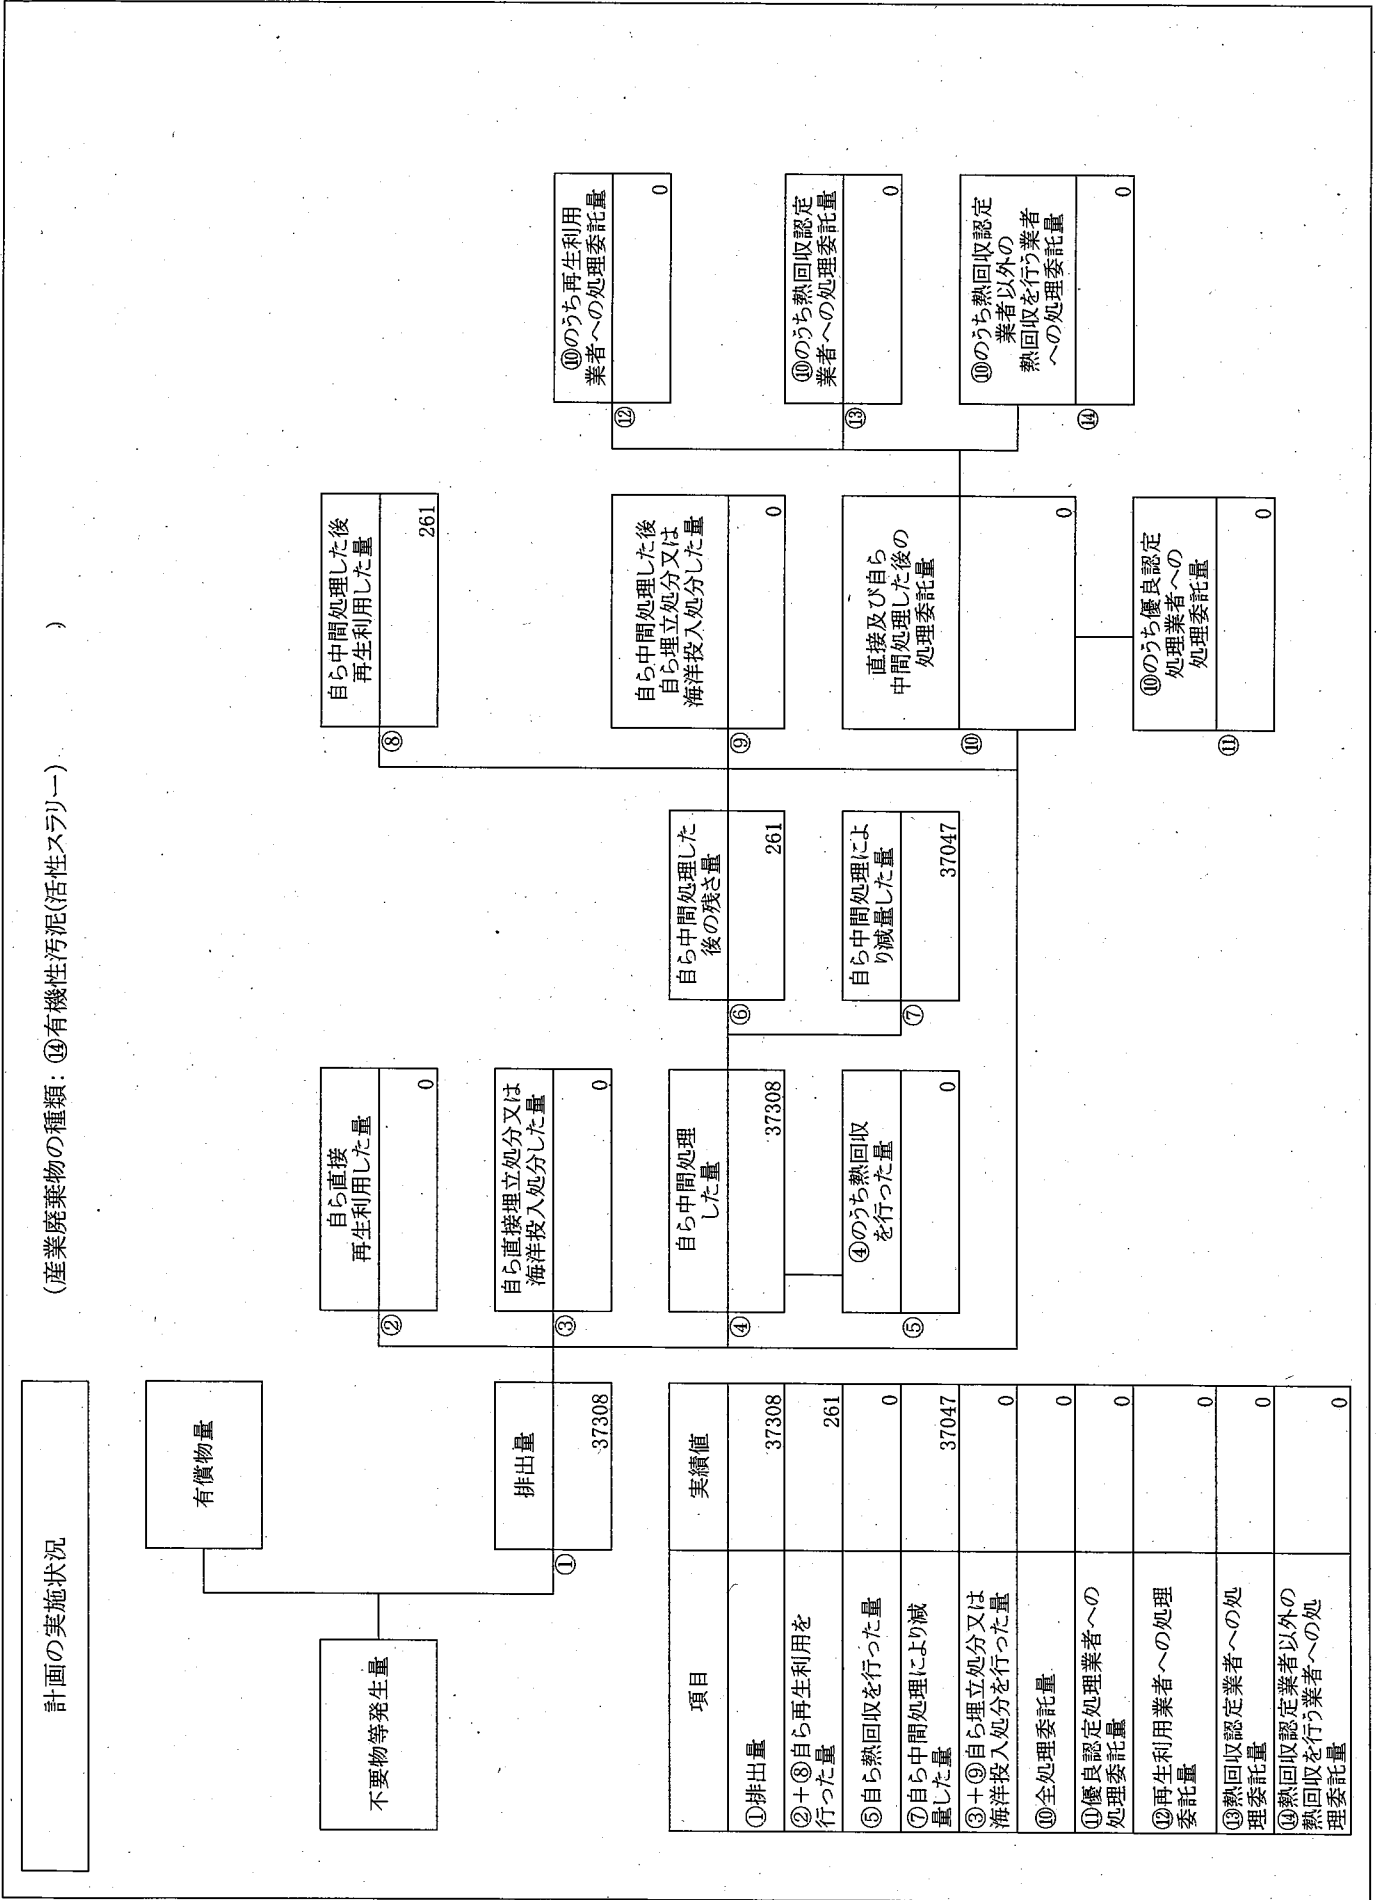 計画の実施状況
(産業廃棄物の種類: ⑭有機性汚泥(活性スラリー) )
不要物等発生量
有償物量
①
排出量
37308
②
自ら直接
再生利用した量
0
③
自ら直接埋立処分又は
海洋投入処分した量
0
④
自ら中間処理
した量
37308
⑤
④のうち熱回収
を行った量
0
⑥
自ら中間処理した
後の残さ量
261
⑦
自ら中間処理によ
り減量した量
37047
⑧
自ら中間処理した後
再生利用した量
261
⑨
自ら中間処理した後
自ら埋立処分又は
海洋投入処分した量
0
⑩
直接及び自ら
中間処理した後の
処理委託量
0
⑪
⑩のうち優良認定
処理業者への
処理委託量
0
⑫
⑩のうち再生利用
業者への処理委託量
0
⑬
⑩のうち熱回収認定
業者への処理委託量
0
⑭
⑩のうち熱回収認定
業者以外の
熱回収を行う業者
への処理委託量
0
項目 実績値
①排出量 37308
②+⑧自ら再生利用を
行った量 261
⑤自ら熱回収を行った量 0
⑦自ら中間処理により減
量した量 37047
③+⑨自ら埋立処分又は
海洋投入処分を行った量 0
⑩全処理委託量 0
⑪優良認定処理業者への
処理委託量 0
⑫再生利用業者への処理
委託量 0
⑬熱回収認定業者への処
理委託量 0
⑭熱回収認定業者以外の
熱回収を行う業者への処
理委託量 0